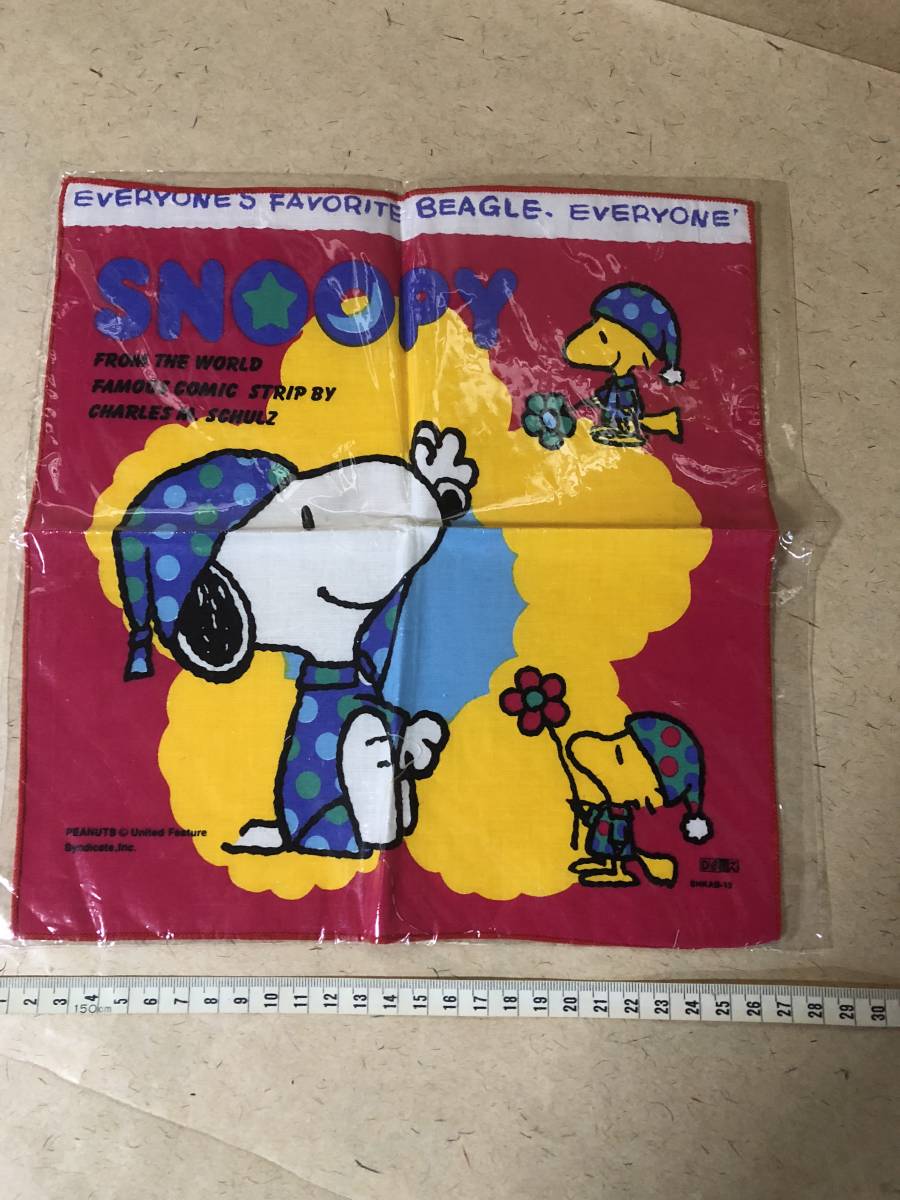 EVERYONE'S FAVORITE BEAGLE. EVERYONE'
SNOOPY
FROM THE WORLD
FAMOUS COMIC STRIP BY
CHARLES M. SCHULZ
PEANUTS © United Feature
Syndicate,Inc.
SHKAB-13
1 2 3 4 5 6 7 8 9 10 11 12 13 14 15 16 17 18 19 20 21 22 23 24 25 26 27 28 29 30
150cm